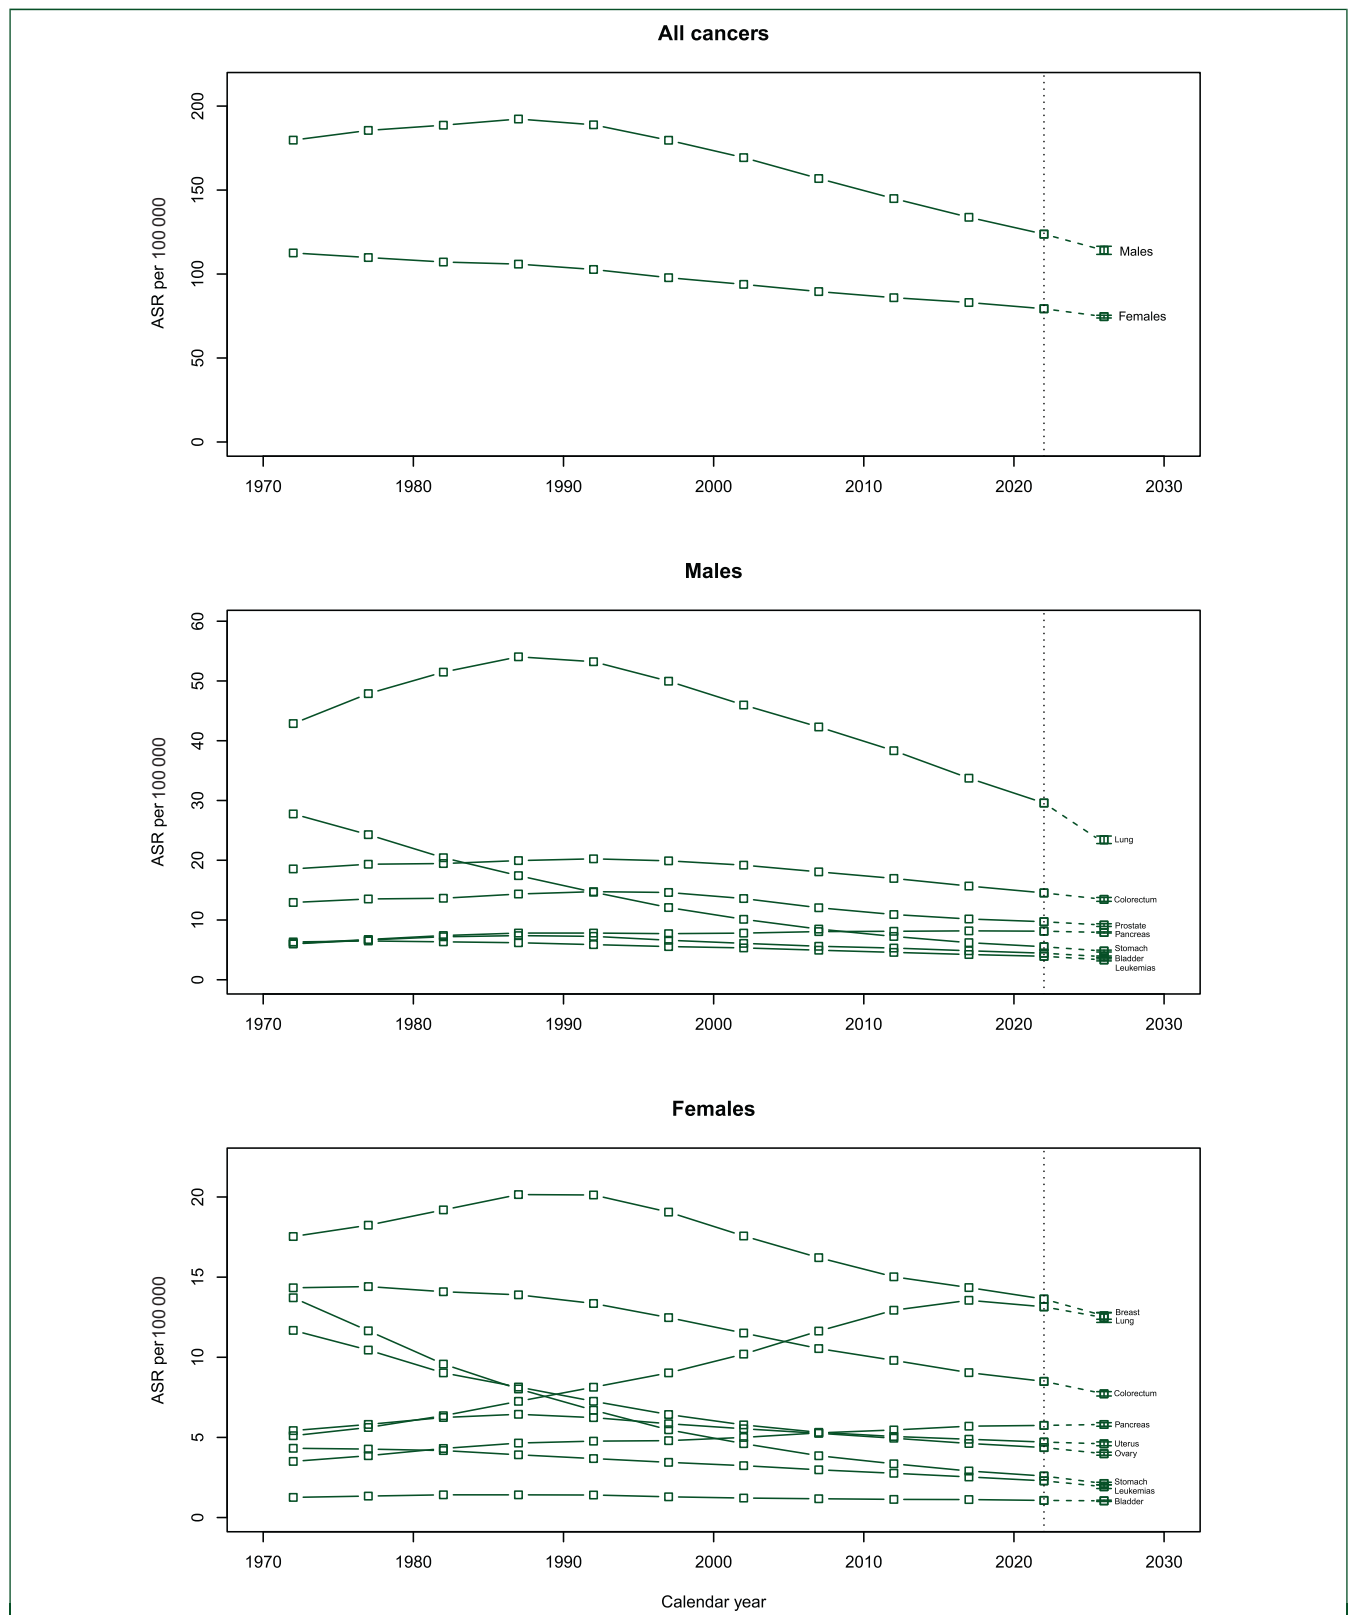 All cancers
200
150
100
50
0
ASR per 100 000
Males
Females
1970 1980 1990 2000 2010 2020 2030
Males
60
50
40
30
20
10
0
ASR per 100 000
Lung
Colorectum
Prostate
Pancreas
Stomach
Bladder
Leukemias
1970 1980 1990 2000 2010 2020 2030
Females
20
15
10
5
0
ASR per100 000
Breast
Lung
Colorectum
Pancreas
Uterus
Ovary
Stomach
Leukemias
Bladder
1970 1980 1990 2000 2010 2020 2030
Calendar year